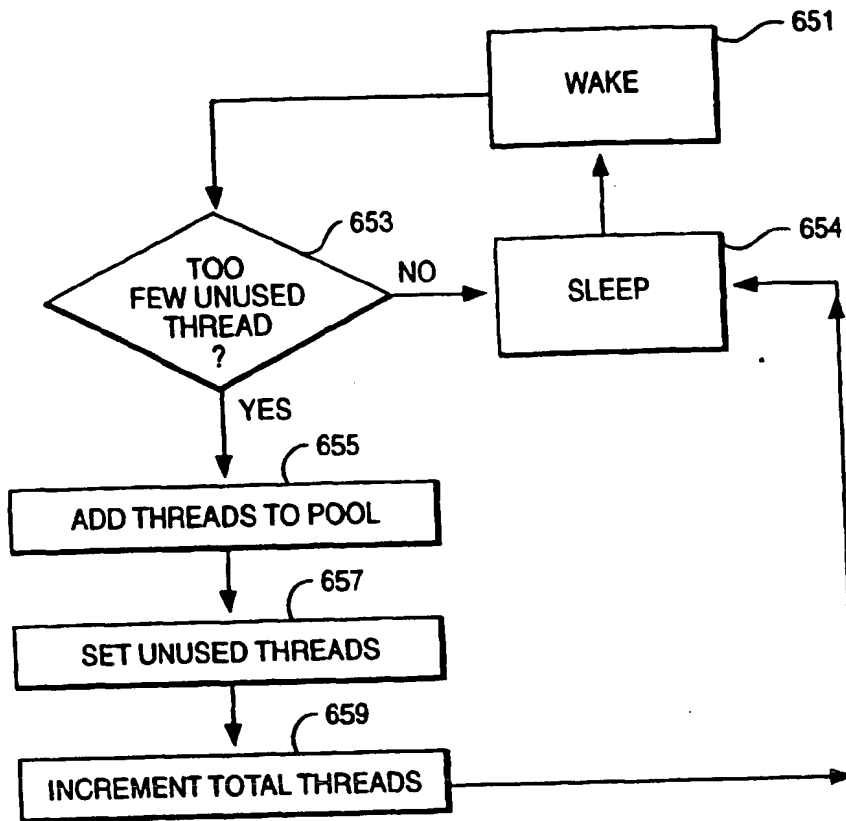 651
WAKE
653
TOO
FEW UNUSED
THREAD
?
NO
654
SLEEP
YES
655
ADD THREADS TO POOL
657
SET UNUSED THREADS
659
INCREMENT TOTAL THREADS